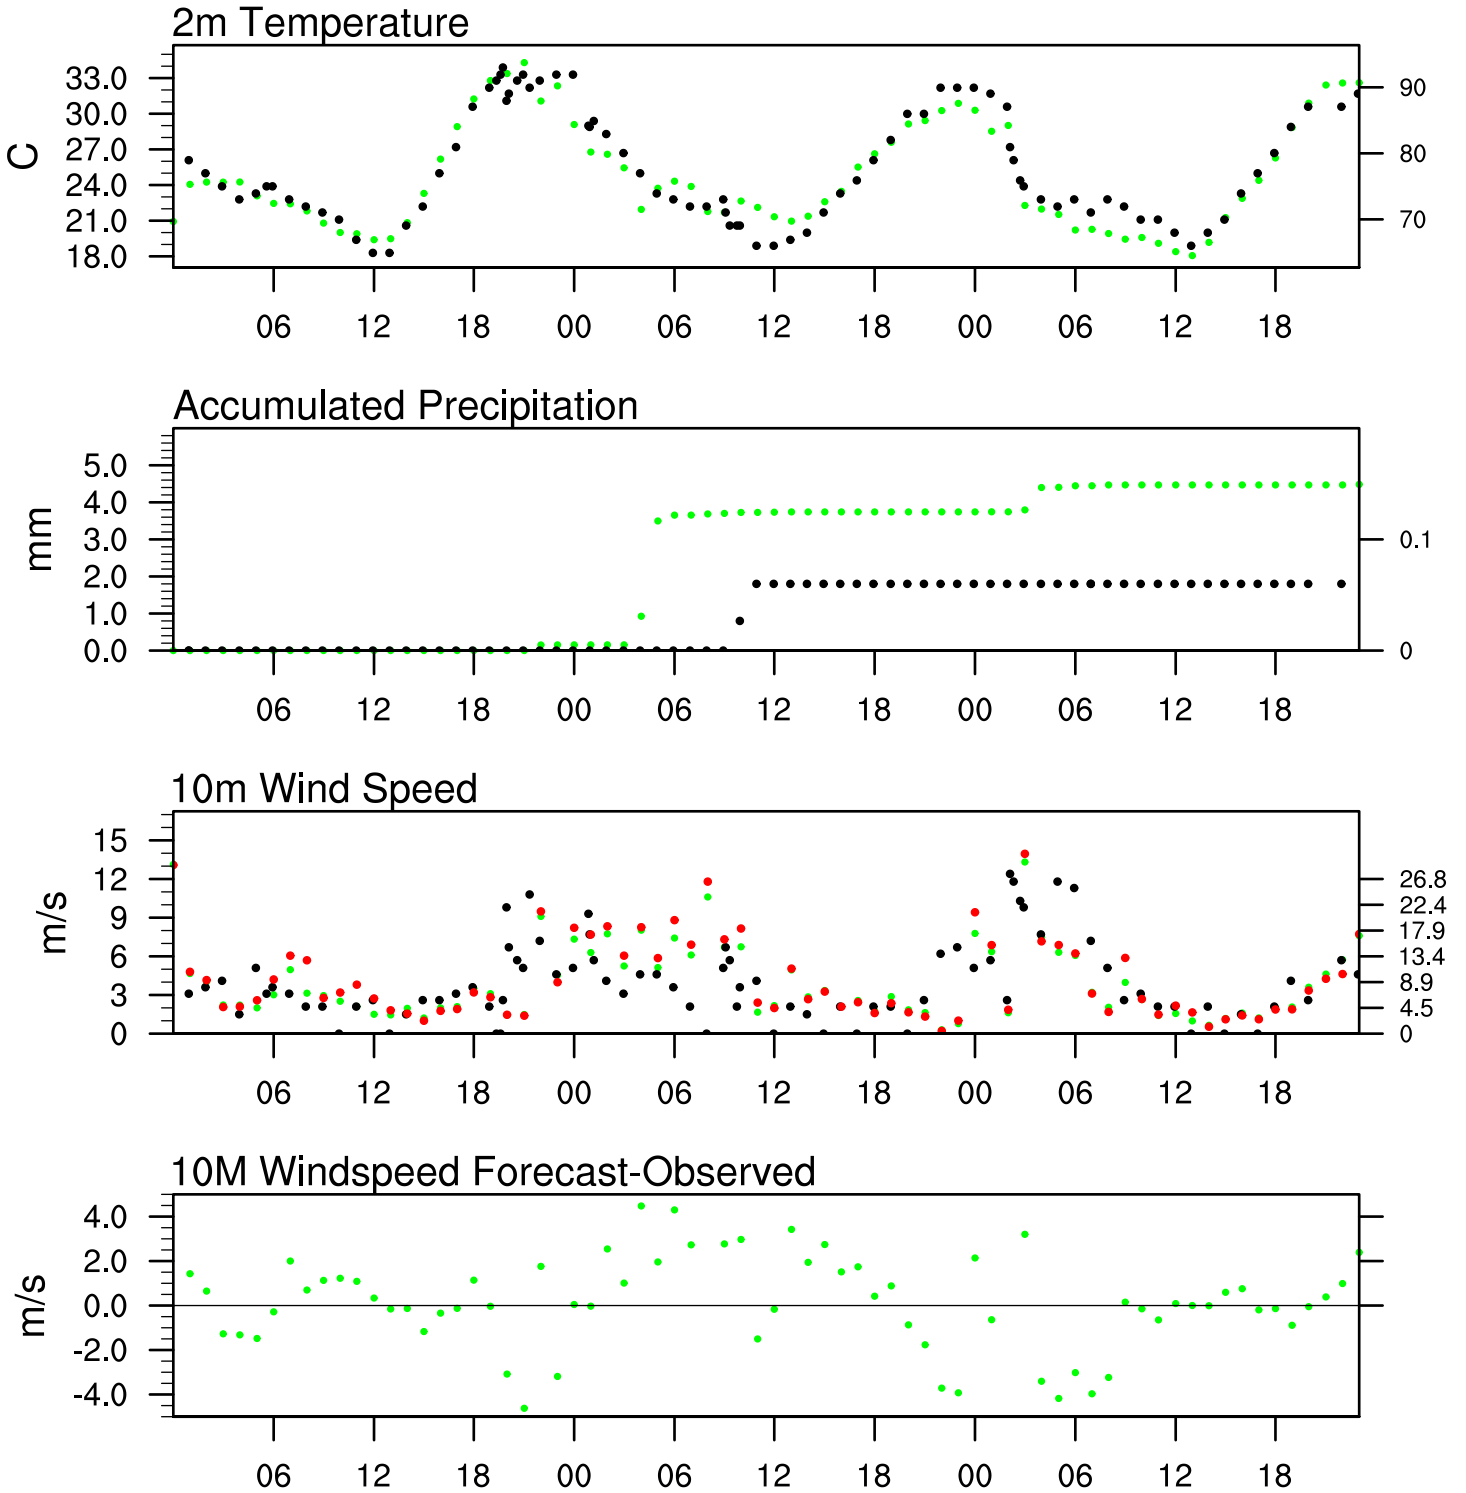 2m Temperature
33.0
30.0
27.0
24.0
21.0
18.0
C
90
80
70
06 12 18 00 06 12 18 00 06 12 18
Accumulated Precipitation
5.0
4.0
3.0
2.0
1.0
0.0
mm
0.1
0
06 12 18 00 06 12 18 00 06 12 18
10m Wind Speed
15
12
9
6
3
0
m/s
26.8
22.4
17.9
13.4
8.9
4.5
0
06 12 18 00 06 12 18 00 06 12 18
10M Windspeed Forecast-Observed
4.0
2.0
0.0
-2.0
-4.0
m/s
06 12 18 00 06 12 18 00 06 12 18